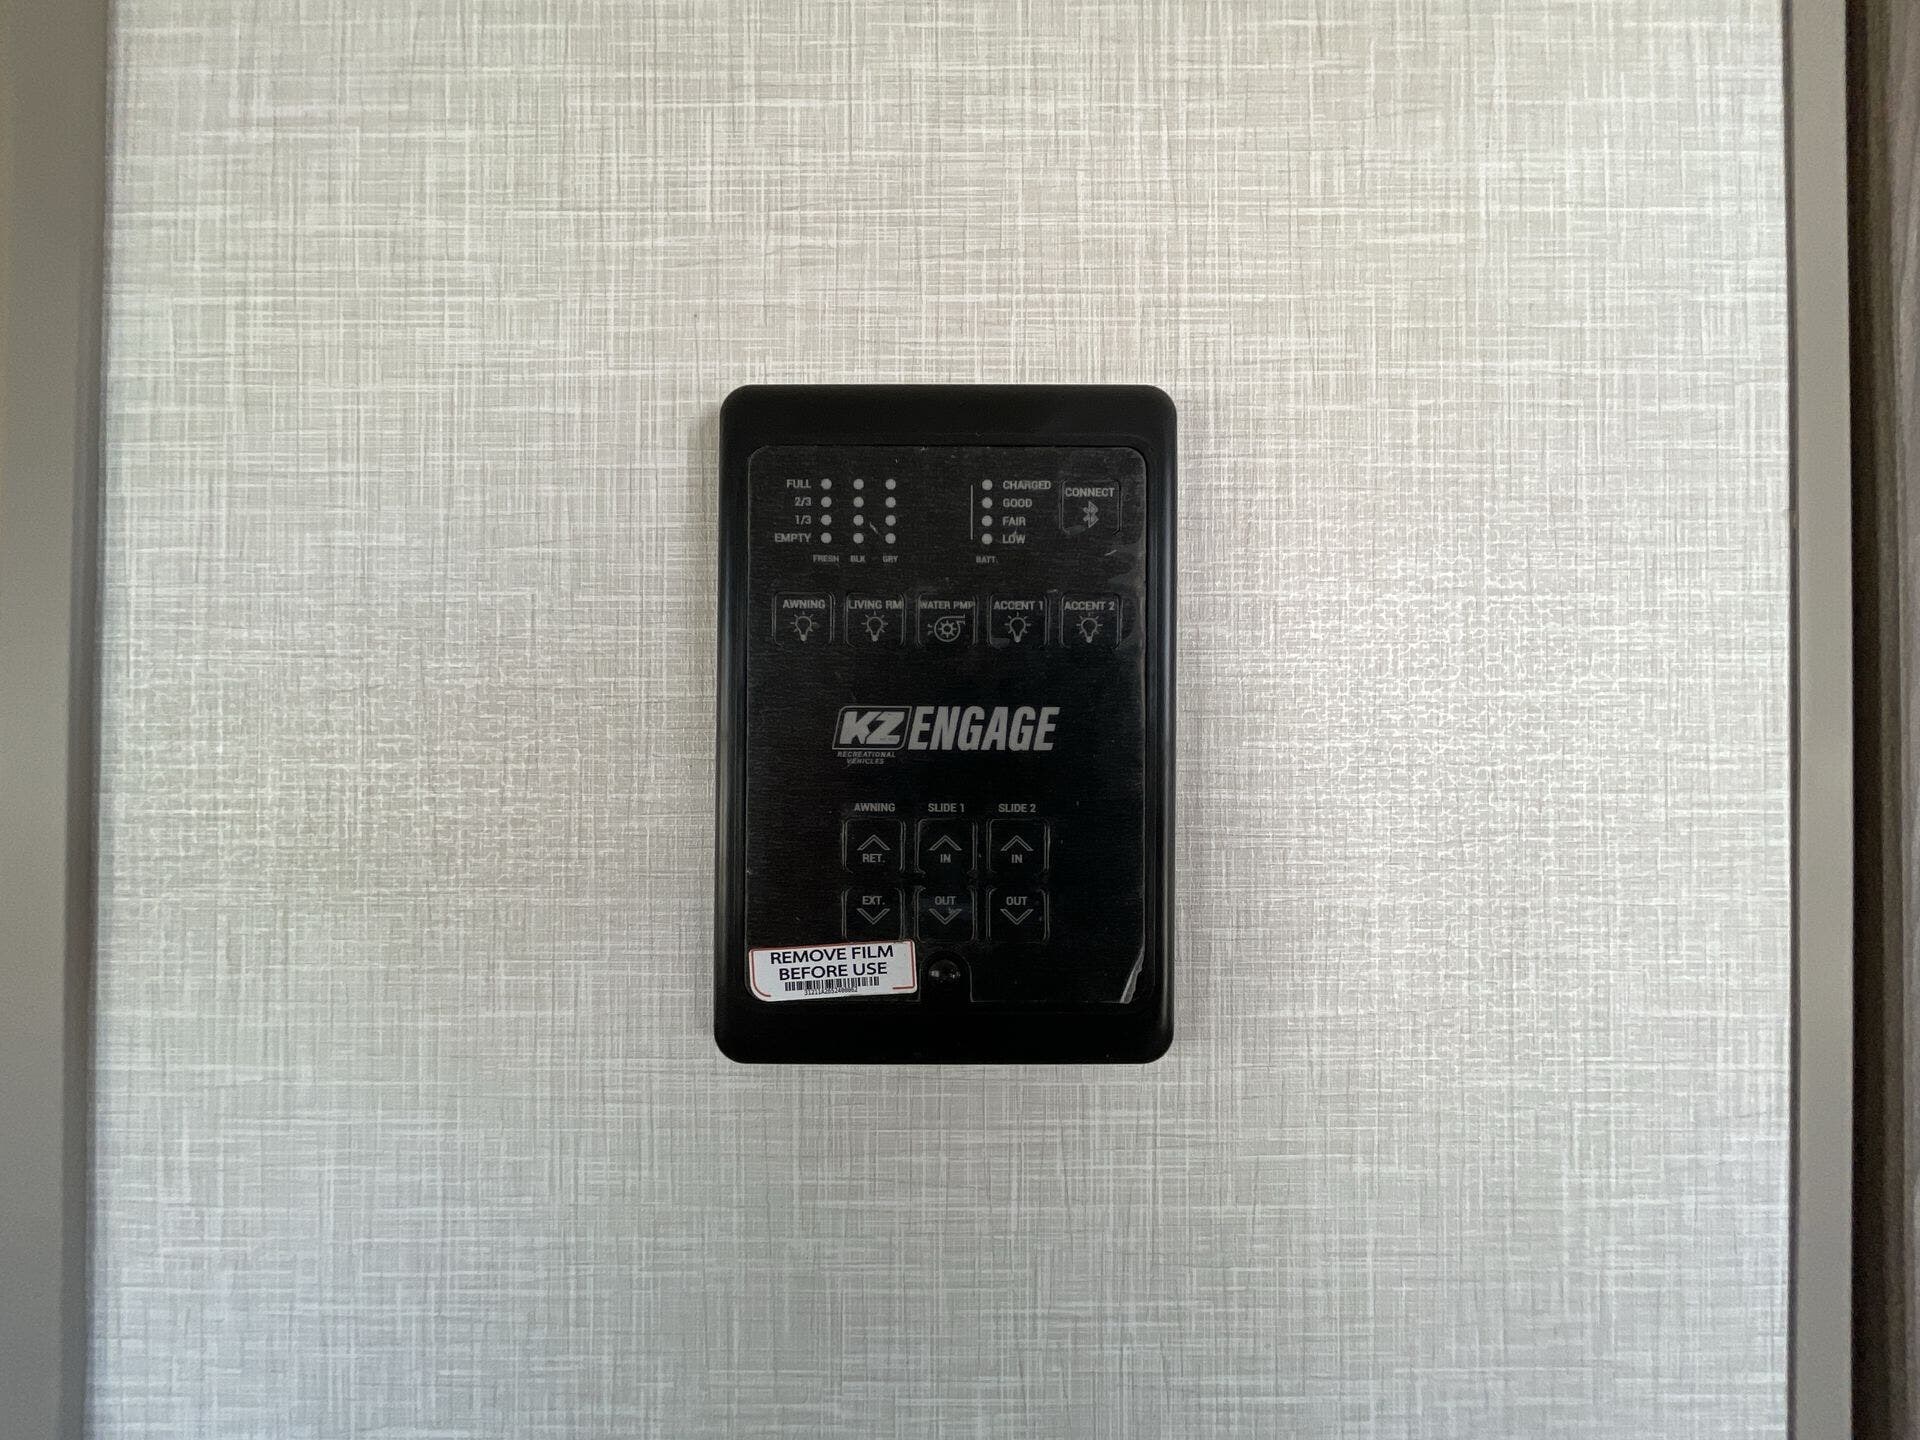 FULL
2/3
1/3
EMPTY
FRESH BLK GRY
CHARGED
GOOD
FAIR
LOW
BATT.
CONNECT
AWNING LIVING RM WATER PMP ACCENT 1 ACCENT 2
KZ ENGAGE
RECREATIONAL
VEHICLES
AWNING SLIDE 1 SLIDE 2
RET. IN IN
EXT. OUT OUT
REMOVE FILM
BEFORE USE